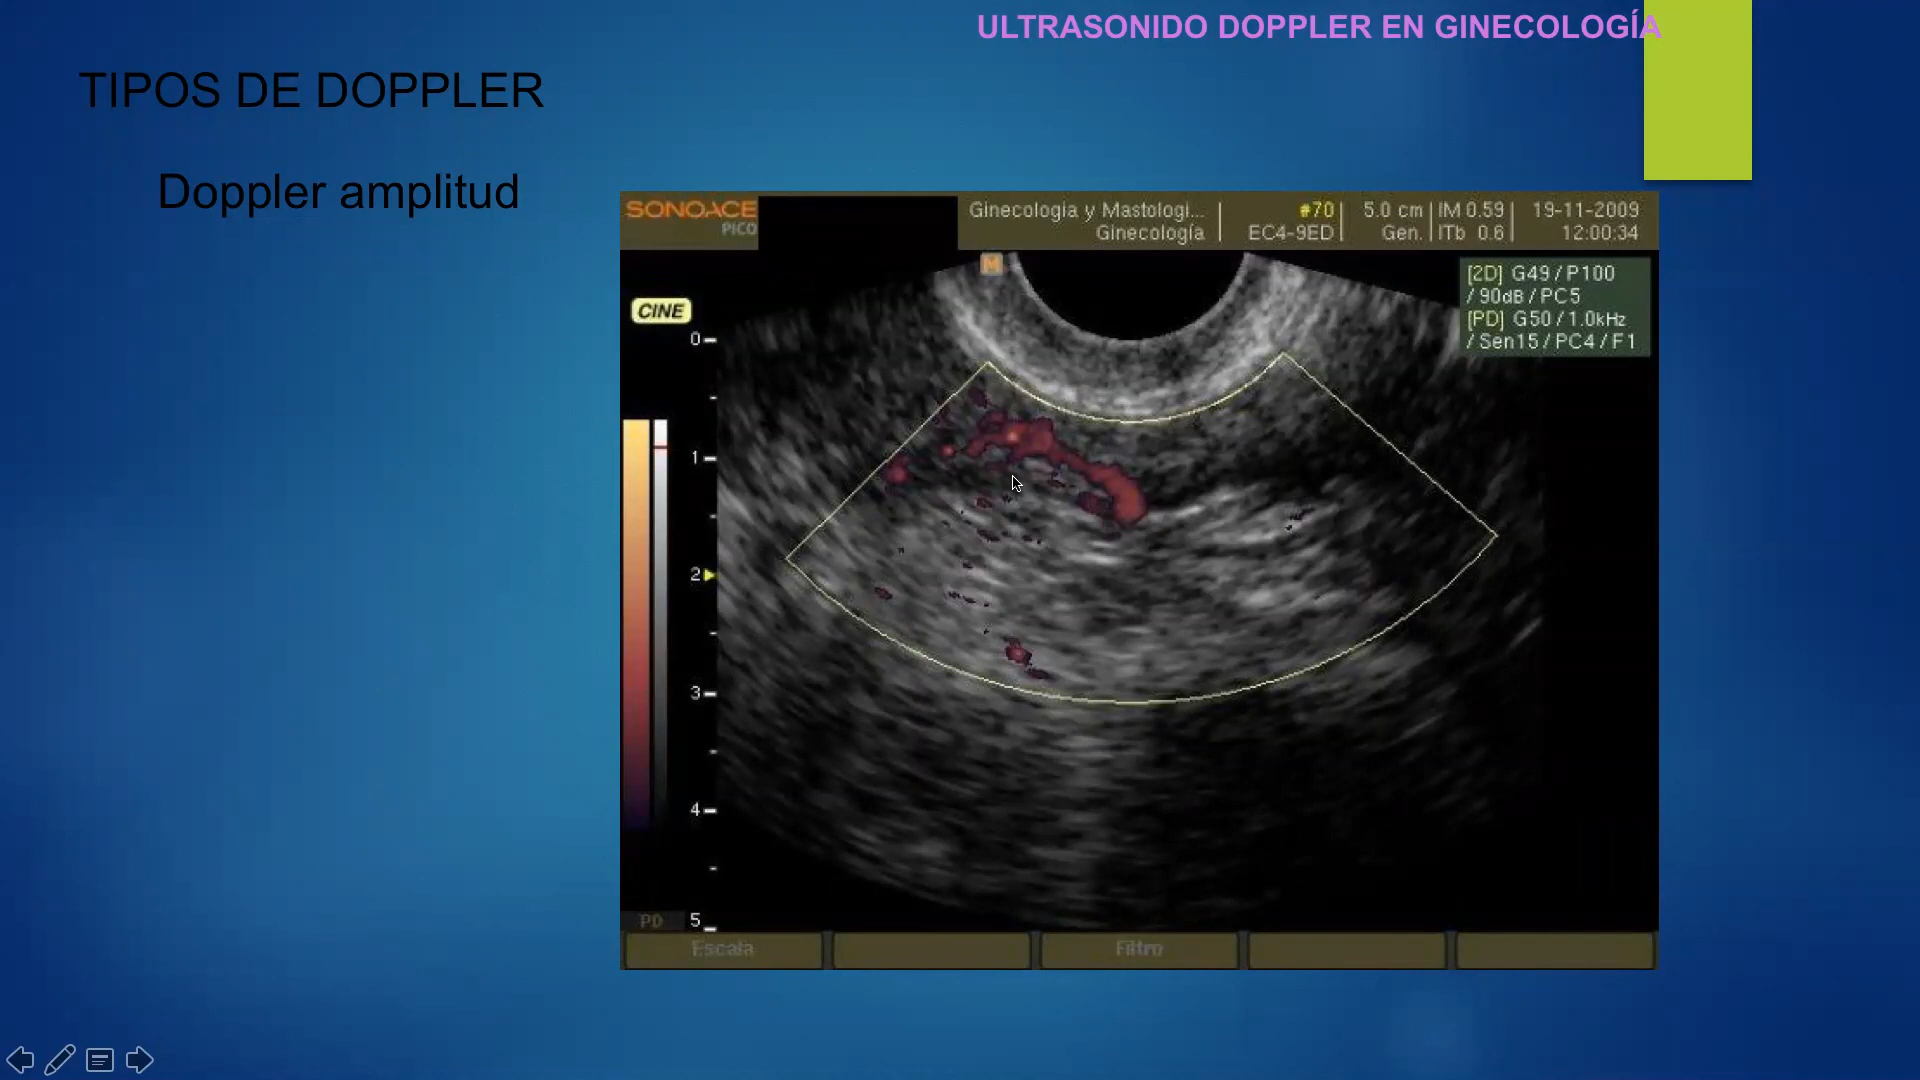 ULTRASONIDO DOPPLER EN GINECOLOGÍA
TIPOS DE DOPPLER
Doppler amplitud
SONOACE
PICO
Ginecologia y Mastologi...
Ginecología
#70
EC4-9ED
5.0 cm
Gen.
IM 0.59
ITb 0.6
19-11-2009
12:00:34
M
[2D] G49 / P100
/ 90dB / PC5
[PD] G50 / 1.0kHz
/ Sen15 / PC4 / F1
CINE
0
1
2
3
4
5
PD
Escala
Filtro